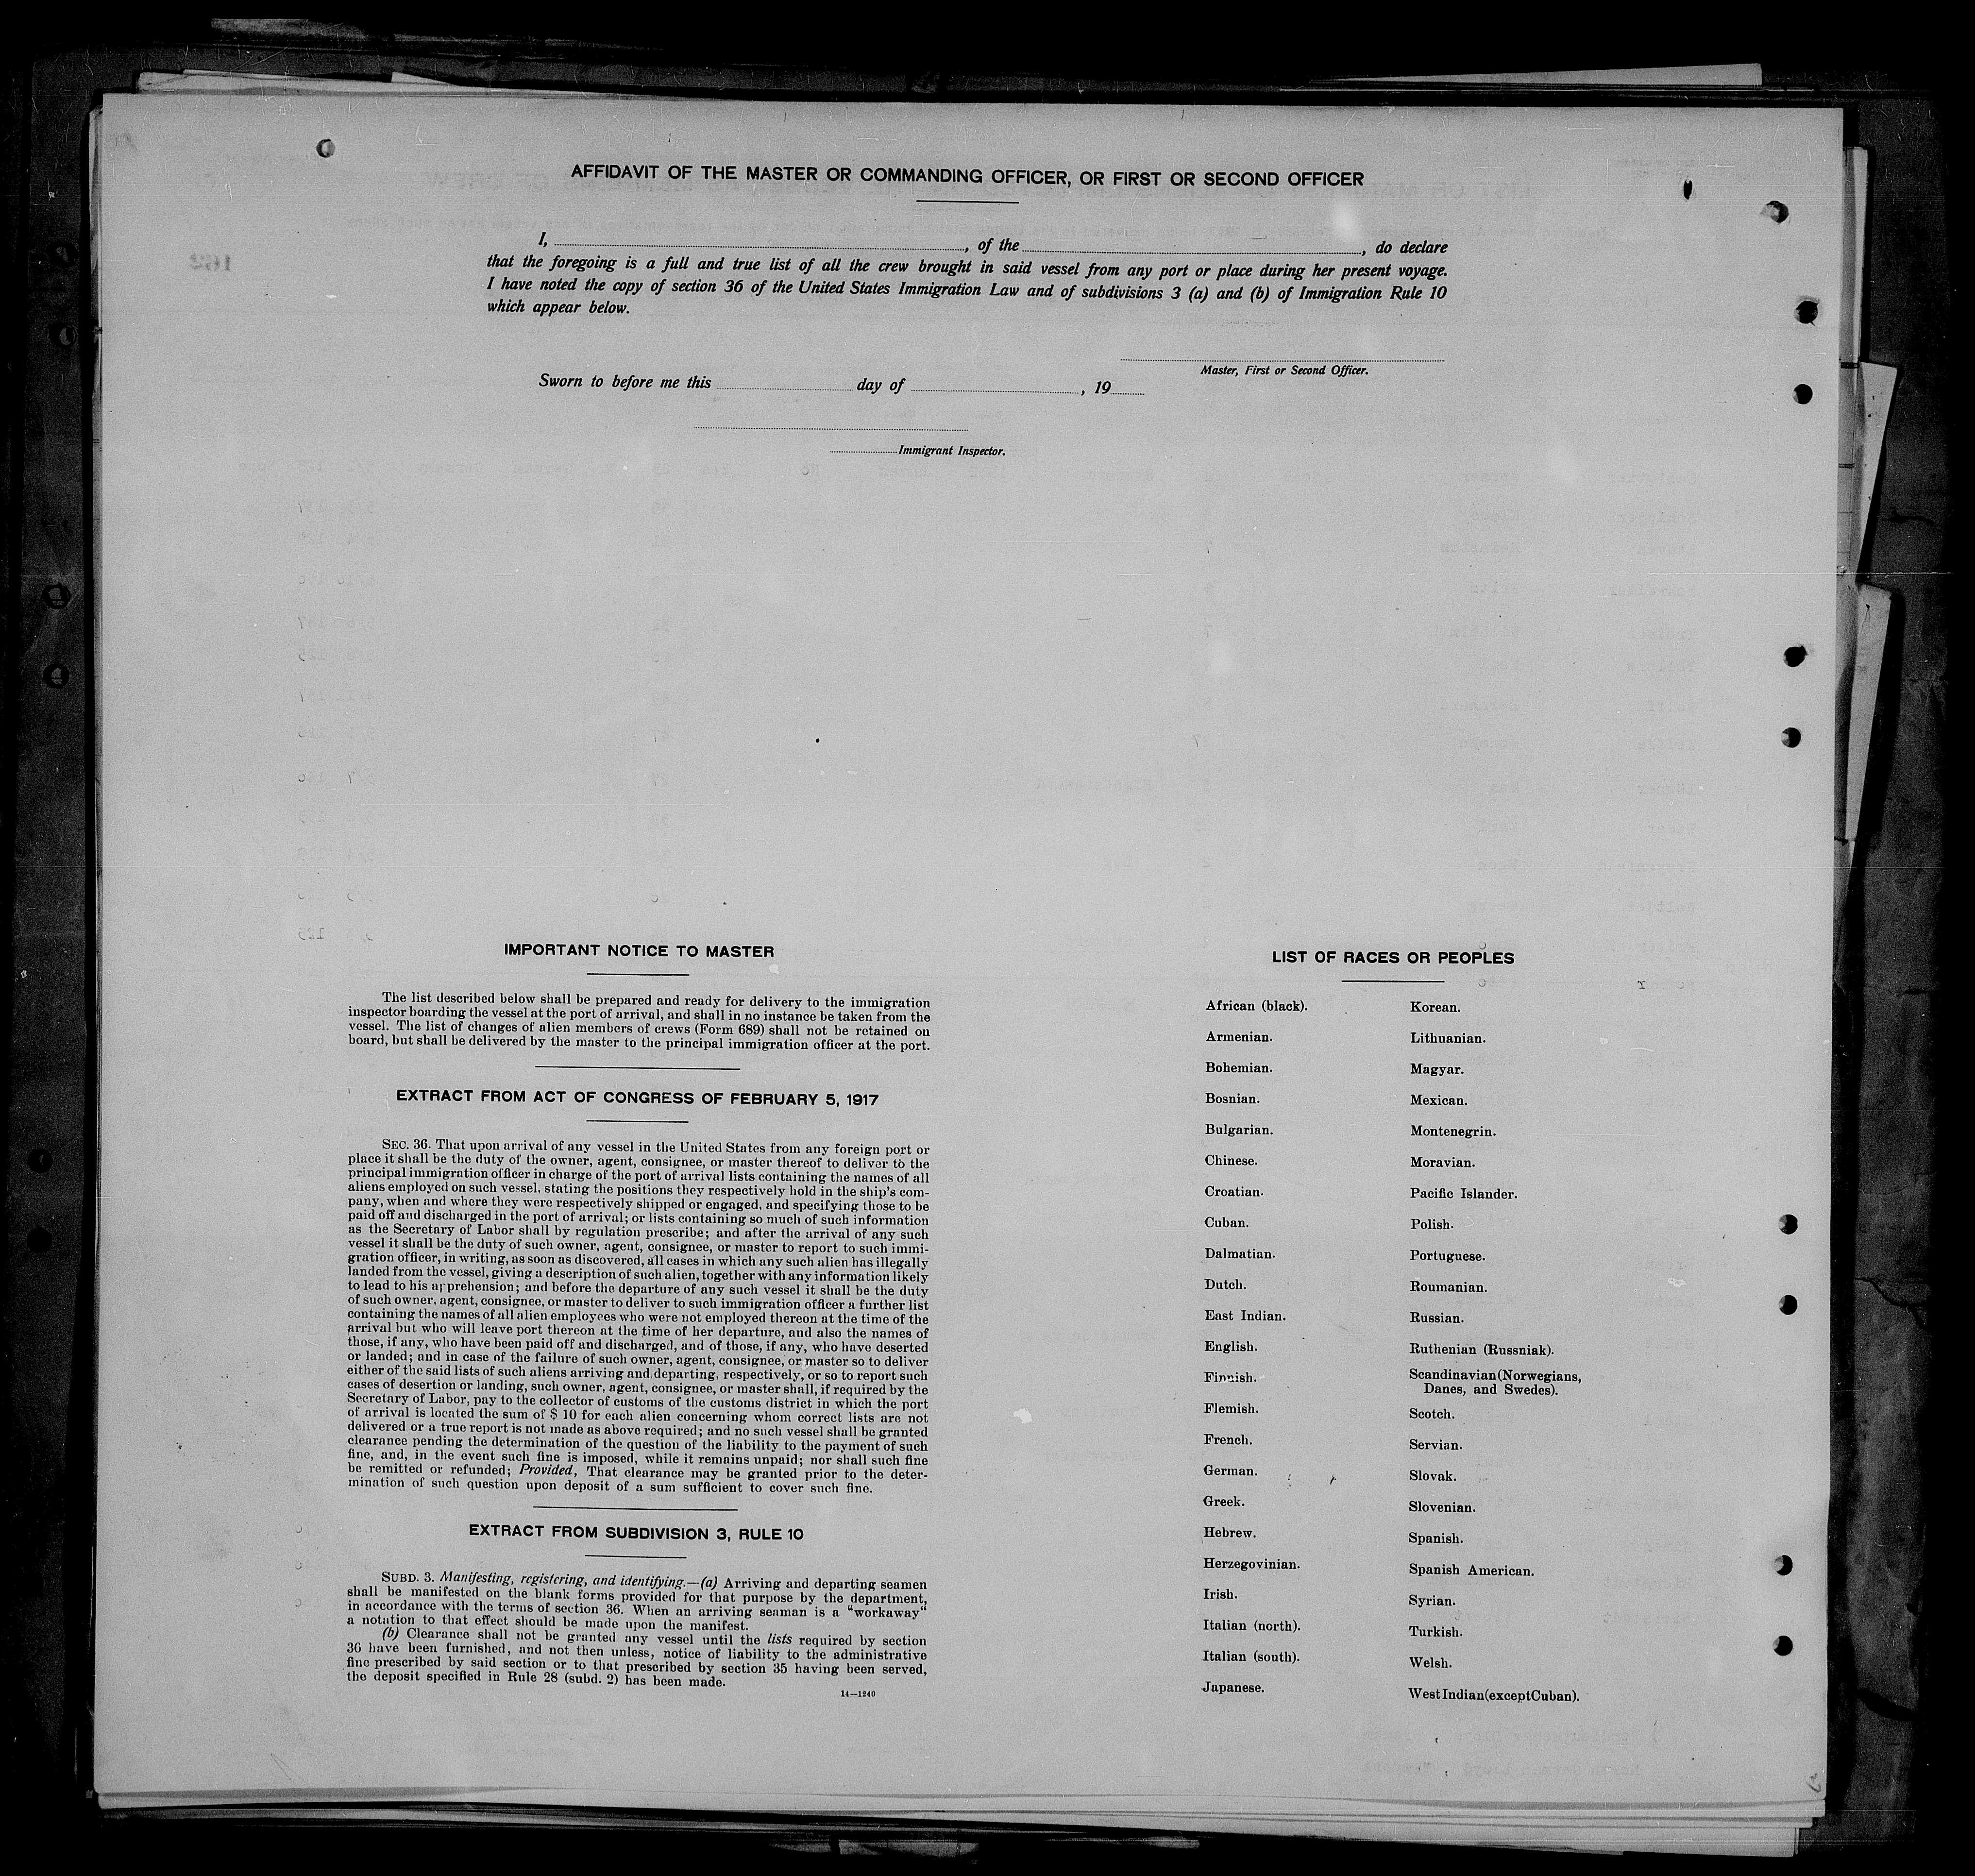 AFFIDAVIT OF THE MASTER OR COMMANDING OFFICER, OR FIRST OR SECOND OFFICER
I, , of the , do declare
that the foregoing is a full and true list of all the crew brought in said vessel from any port or place during her present voyage.
I have noted the copy of section 36 of the United States Immigration Law and of subdivisions 3 (a) and (b) of Immigration Rule 10
which appear below.
Master, First or Second Officer.
Sworn to before me this day of , 19
Immigrant Inspector.
IMPORTANT NOTICE TO MASTER
The list described below shall be prepared and ready for delivery to the immigration
inspector boarding the vessel at the port of arrival, and shall in no instance be taken from the
vessel. The list of changes of alien members of crews (Form 689) shall not be retained on
board, but shall be delivered by the master to the principal immigration officer at the port.
EXTRACT FROM ACT OF CONGRESS OF FEBRUARY 5, 1917
SEC. 36. That upon arrival of any vessel in the United States from any foreign port or
place it shall be the duty of the owner, agent, consignee, or master thereof to deliver to the
principal immigration officer in charge of the port of arrival lists containing the names of all
aliens employed on such vessel, stating the positions they respectively hold in the ship's com-
pany, when and where they were respectively shipped or engaged, and specifying those to be
paid off and discharged in the port of arrival; or lists containing so much of such information
as the Secretary of Labor shall by regulation prescribe; and after the arrival of any such
vessel it shall be the duty of such owner, agent, consignee, or master to report to such immi-
gration officer, in writing, as soon as discovered, all cases in which any such alien has illegally
landed from the vessel, giving a description of such alien, together with any information likely
to lead to his apprehension; and before the departure of any such vessel it shall be the duty
of such owner, agent, consignee, or master to deliver to such immigration officer a further list
containing the names of all alien employees who were not employed thereon at the time of the
arrival but who will leave port thereon at the time of her departure, and also the names of
those, if any, who have been paid off and discharged, and of those, if any, who have deserted
or landed; and in case of the failure of such owner, agent, consignee, or master so to deliver
either of the said lists of such aliens arriving and departing, respectively, or so to report such
cases of desertion or landing, such owner, agent, consignee, or master shall, if required by the
Secretary of Labor, pay to the collector of customs of the customs district in which the port
of arrival is located the sum of $ 10 for each alien concerning whom correct lists are not
delivered or a true report is not made as above required; and no such vessel shall be granted
clearance pending the determination of the question of the liability to the payment of such
fine, and, in the event such fine is imposed, while it remains unpaid; nor shall such fine
be remitted or refunded; Provided, That clearance may be granted prior to the deter-
mination of such question upon deposit of a sum sufficient to cover such fine.
EXTRACT FROM SUBDIVISION 3, RULE 10
SUBD. 3. Manifesting, registering, and identifying.—(a) Arriving and departing seamen
shall be manifested on the blank forms provided for that purpose by the department,
in accordance with the terms of section 36. When an arriving seaman is a "workaway"
a notation to that effect should be made upon the manifest.
(b) Clearance shall not be granted any vessel until the lists required by section
36 have been furnished, and not then unless, notice of liability to the administrative
fine prescribed by said section or to that prescribed by section 35 having been served,
the deposit specified in Rule 28 (subd. 2) has been made.
14—1240
LIST OF RACES OR PEOPLES
African (black).
Armenian.
Bohemian.
Bosnian.
Bulgarian.
Chinese.
Croatian.
Cuban.
Dalmatian.
Dutch.
East Indian.
English.
Finnish.
Flemish.
French.
German.
Greek.
Hebrew.
Herzegovinian.
Irish.
Italian (north).
Italian (south).
Japanese.
Korean.
Lithuanian.
Magyar.
Mexican.
Montenegrin.
Moravian.
Pacific Islander.
Polish.
Portuguese.
Roumanian.
Russian.
Ruthenian (Russniak).
Scandinavian (Norwegians,
Danes, and Swedes).
Scotch.
Servian.
Slovak.
Slovenian.
Spanish.
Spanish American.
Syrian.
Turkish.
Welsh.
West Indian (except Cuban).